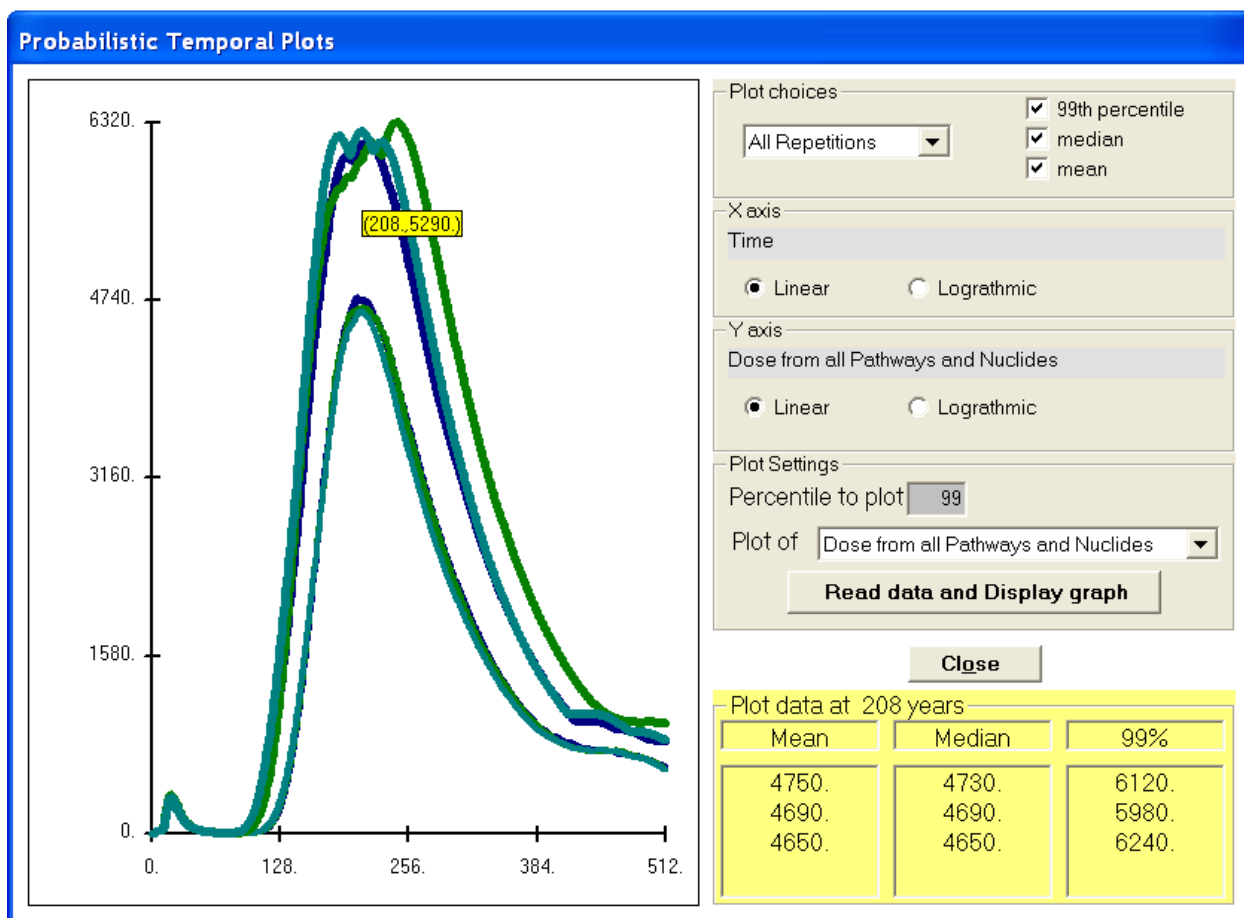 Probabilistic Temporal Plots
6320.
4740.
3160.
1580.
0.
0. 128. 256. 384. 512.
(208.,5290.)
Plot choices
All Repetitions
99th percentile
median
mean
X axis
Time
Linear Lograthmic
Y axis
Dose from all Pathways and Nuclides
Linear Lograthmic
Plot Settings
Percentile to plot 99
Plot of Dose from all Pathways and Nuclides
Read data and Display graph
Close
Plot data at 208 years
Mean Median 99%
4750. 4730. 6120.
4690. 4690. 5980.
4650. 4650. 6240.